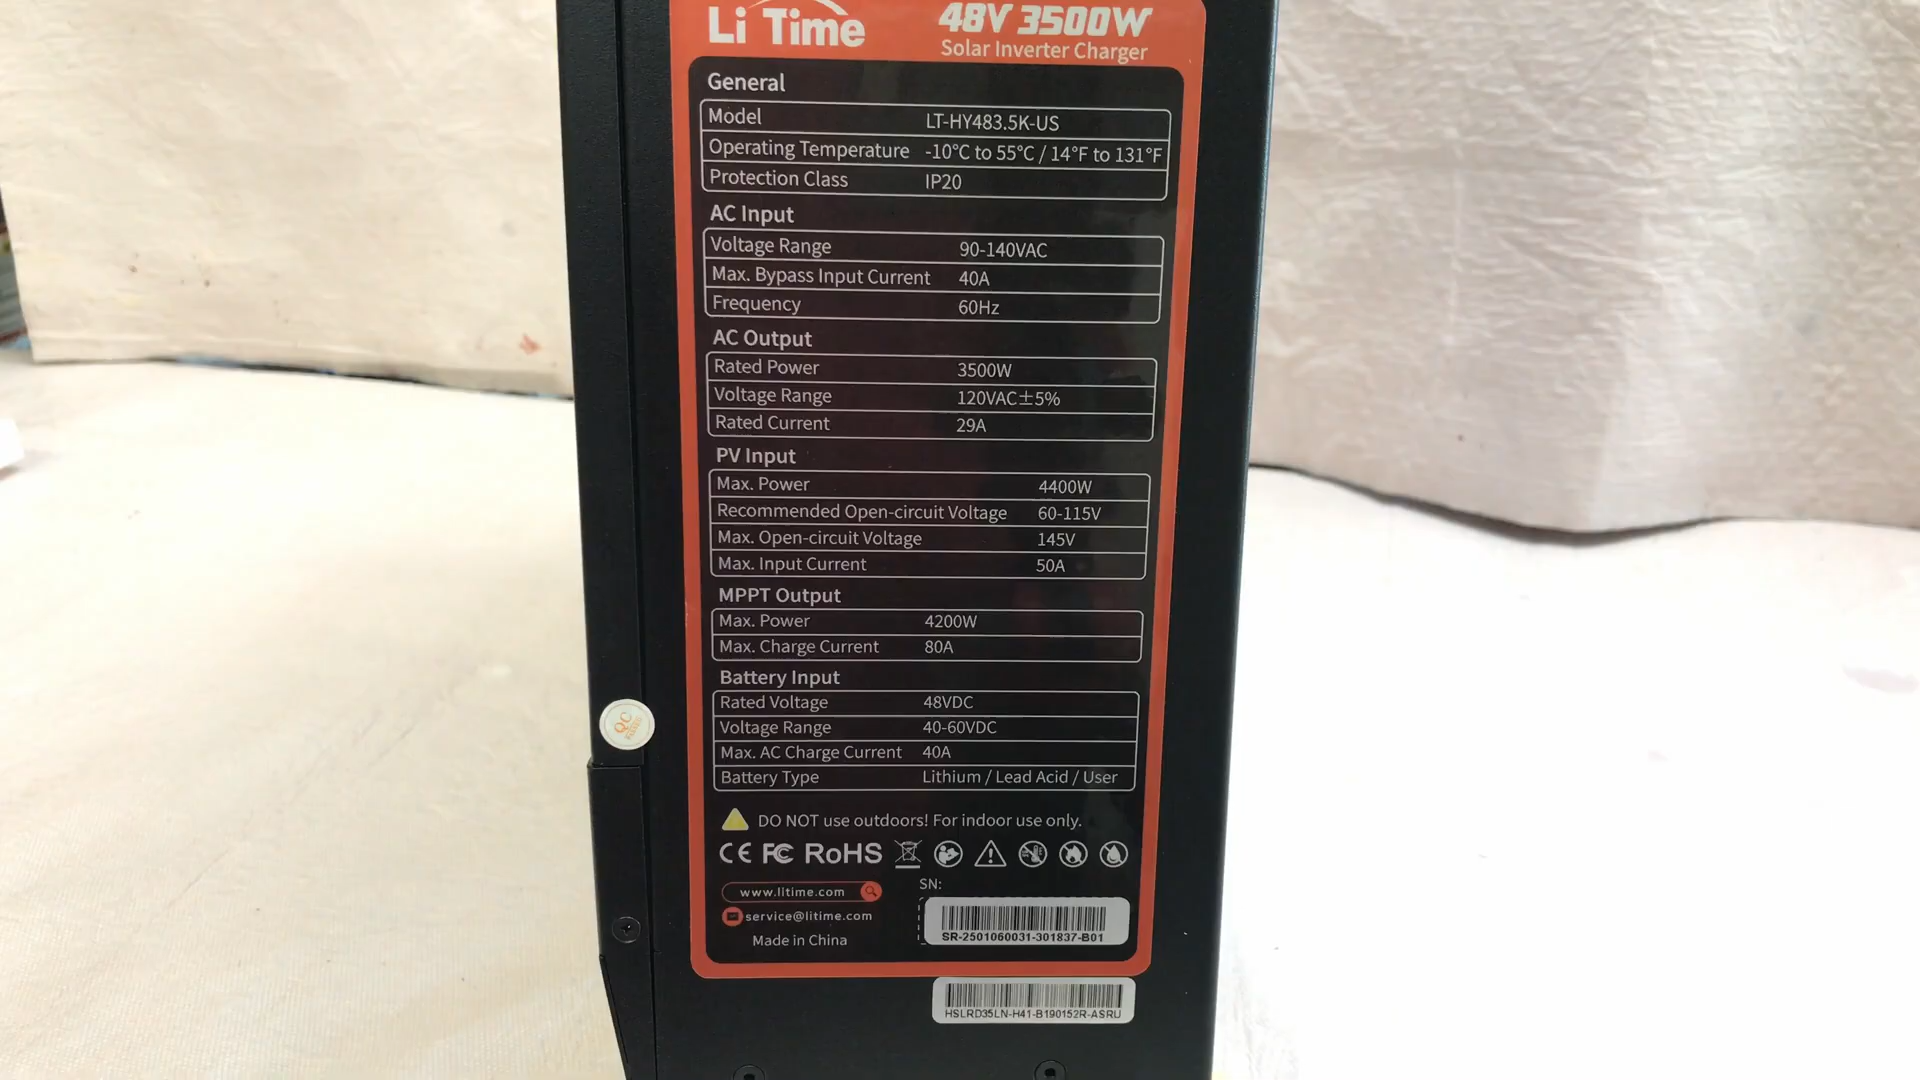 Li Time
48V 3500W
Solar Inverter Charger
General
Model LT-HY483.5K-US
Operating Temperature -10°C to 55°C / 14°F to 131°F
Protection Class IP20
AC Input
Voltage Range 90-140VAC
Max. Bypass Input Current 40A
Frequency 60Hz
AC Output
Rated Power 3500W
Voltage Range 120VAC±5%
Rated Current 29A
PV Input
Max. Power 4400W
Recommended Open-circuit Voltage 60-115V
Max. Open-circuit Voltage 145V
Max. Input Current 50A
MPPT Output
Max. Power 4200W
Max. Charge Current 80A
Battery Input
Rated Voltage 48VDC
Voltage Range 40-60VDC
Max. AC Charge Current 40A
Battery Type Lithium / Lead Acid / User
DO NOT use outdoors! For indoor use only.
CE FC RoHS
www.litime.com
service@litime.com
Made in China
SN:
SR-2501060031-301837-B01
HSLRD35LN-H41-B190152R-ASRU
QC